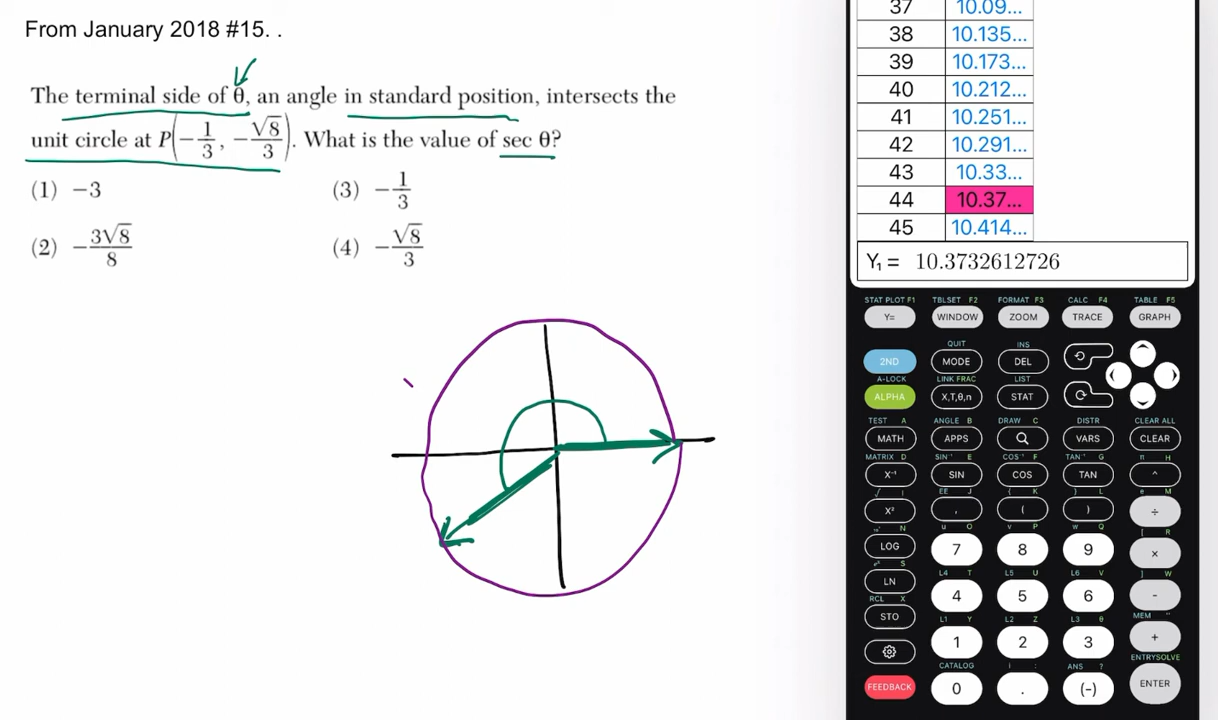 From January 2018 #15. .
The terminal side of θ, an angle in standard position, intersects the
unit circle at P(-1/3, -√8/3). What is the value of sec θ?
(1) -3
(3) -1/3
(2) -3√8/8
(4) -√8/3
37 10.09...
38 10.135...
39 10.173...
40 10.212...
41 10.251...
42 10.291...
43 10.33...
44 10.37...
45 10.414...
Y₁ = 10.3732612726
STAT PLOT F1 TBLSET F2 FORMAT F3 CALC F4 TABLE F5
Y= WINDOW ZOOM TRACE GRAPH
QUIT INS
2ND MODE DEL
A-LOCK LINK FRAC LIST
ALPHA X,T,θ,n STAT
TEST A ANGLE B DRAW C DISTR CLEAR ALL
MATH APPS VARS CLEAR
MATRIX D SIN⁻¹ E COS⁻¹ F TAN⁻¹ G π H
X⁻¹ SIN COS TAN ^
√ I EE J { K } L e M
X² , ( ) ÷
N u O v P w Q [ R
LOG 7 8 9 ×
eˣ S L4 T L5 U L6 V ] W
LN 4 5 6 -
RCL X L1 Y L2 Z L3 θ MEM "
STO 1 2 3 +
CATALOG i : ANS ? ENTRYSOLVE
FEEDBACK 0 . (-) ENTER